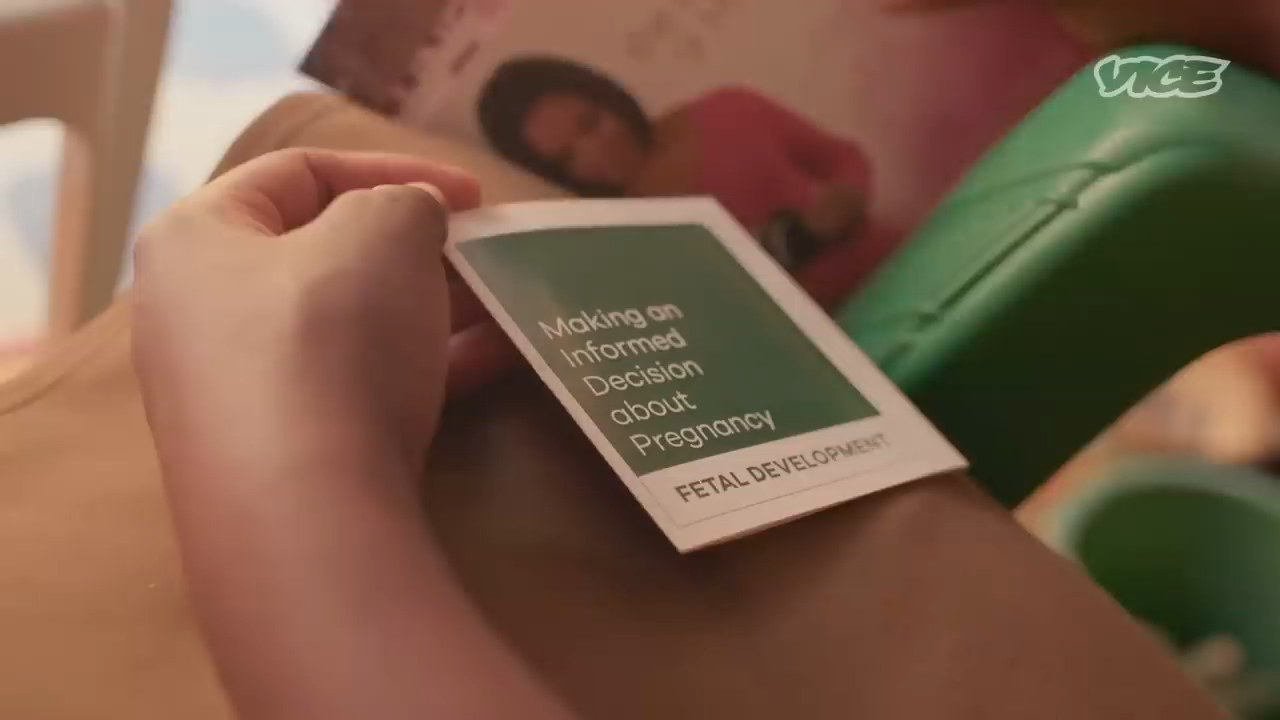 VICE
Making an
Informed
Decision
about
Pregnancy
FETAL DEVELOPMENT